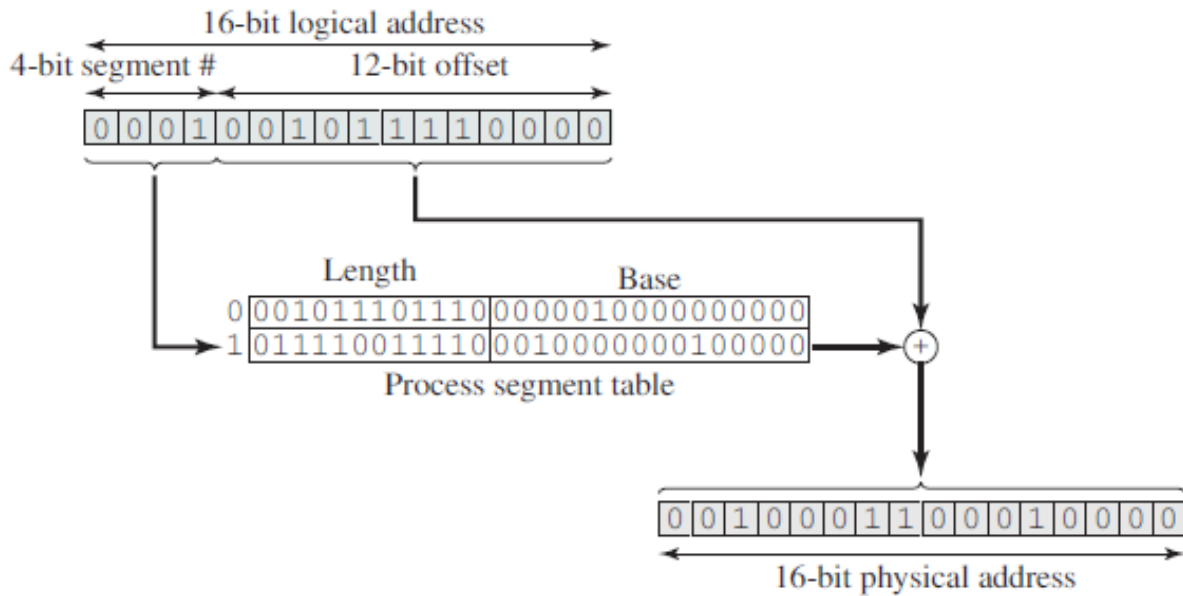 16-bit logical address
4-bit segment # 12-bit offset
0 0 0 1 0 0 1 0 1 1 1 1 0 0 0 0
Length Base
0 001011101110 0000010000000000
1 011110011110 0010000000100000
+
Process segment table
0 0 1 0 0 0 1 1 0 0 0 1 0 0 0 0
16-bit physical address